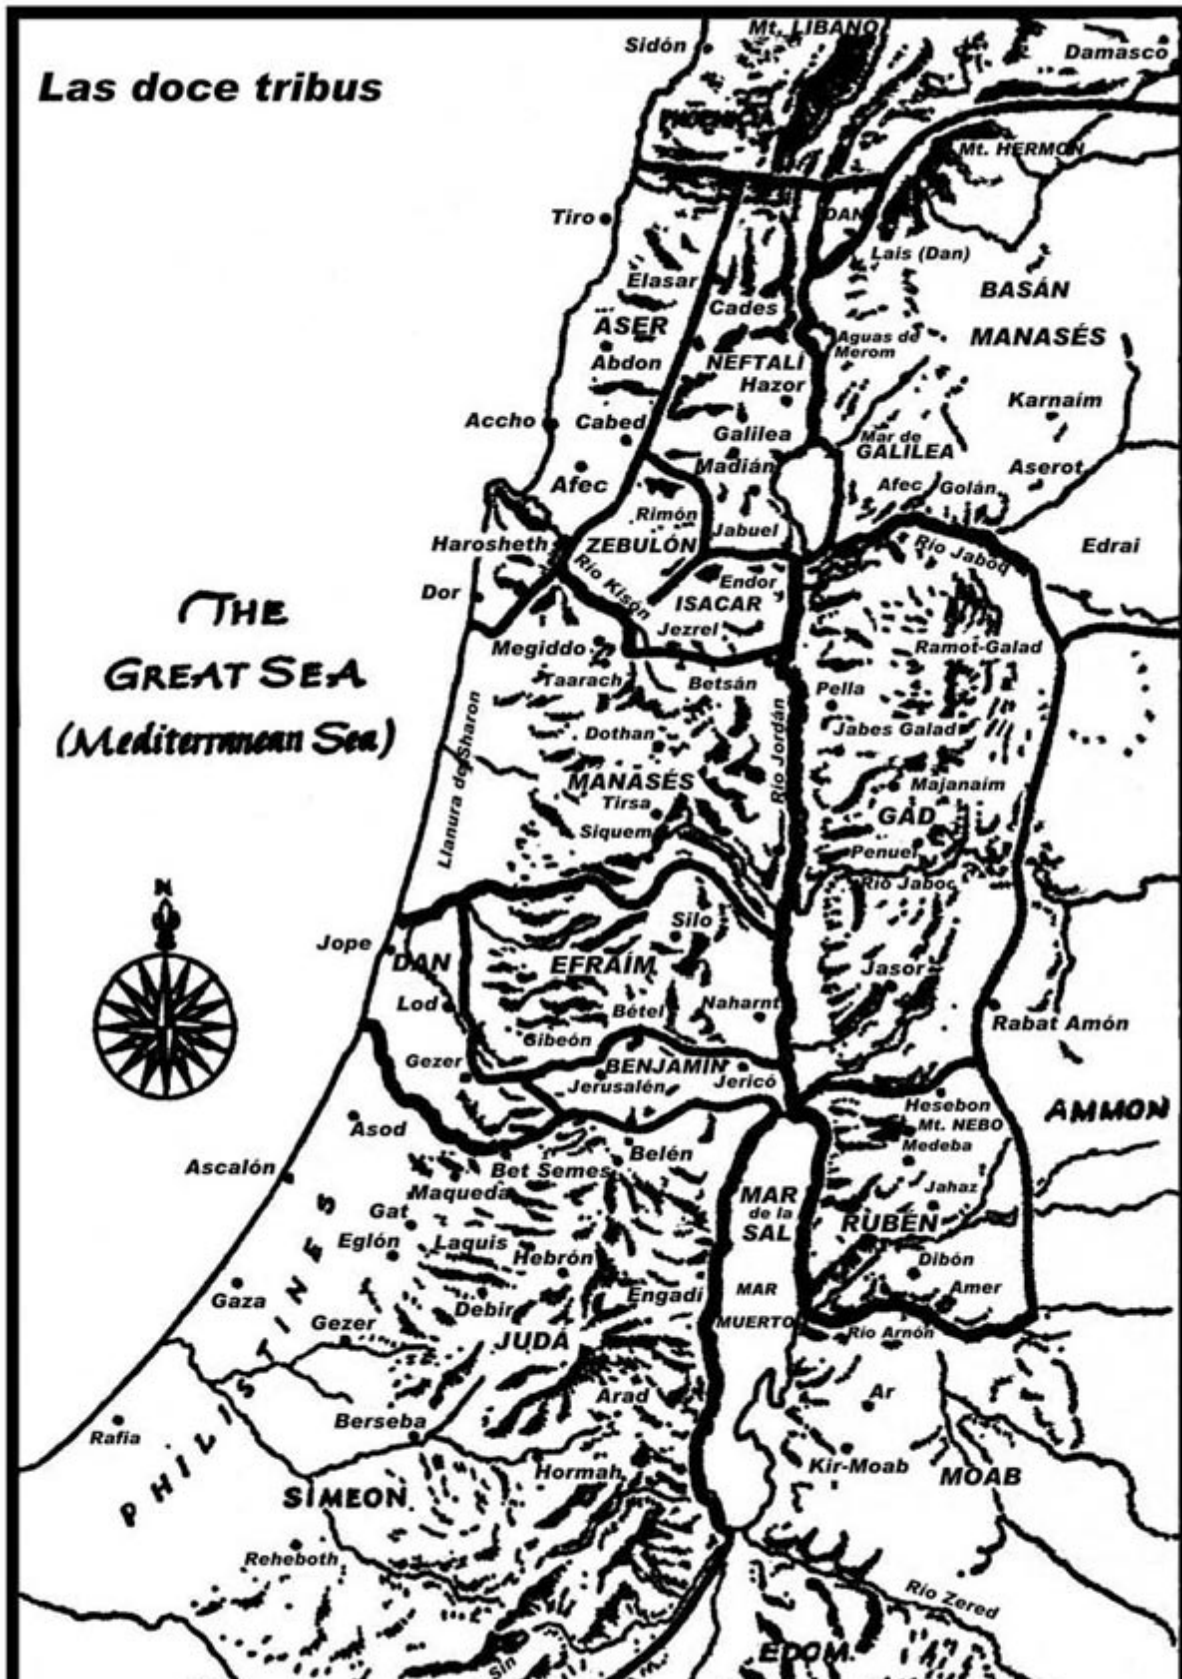 Mt. LIBANO
Sidón
Damasco
Las doce tribus
PHOENICIA
Mt. HERMON
Tiro
DAN
Lais (Dan)
Elasar
BASÁN
Cades
ASER
Aguas de
Merom
MANASÉS
Abdon
NEFTALÍ
Hazor
Karnaím
Accho
Cabed
Galilea
Mar de
GALILEA
Madián
Aserot
Afec
Afec
Golán
Rimón
Jabuel
Harosheth
ZEBULÓN
Río Jaboq
Edrai
Río Kisón
Endor
Dor
ISACAR
THE
GREAT SEA
(Mediterranean Sea)
Jezrel
Megiddo
Ramot-Galad
Taarach
Betsán
Pella
Llanura de Sharon
Río Jordán
Dothan
Jabes Galad
MANASÉS
Majanaím
Tirsa
GAD
Siquem
Penuel
Río Jaboc
N
Silo
Jope
DAN
EFRAÍM
Jasor
Lod
Bétel
Naharnt
Rabat Amón
Gibeón
Gezer
BENJAMIN
Jerusalén
Jericó
Hesebon
AMMON
Mt. NEBO
Asod
Medeba
Belén
Ascalón
Bet Semes
Maqueda
Jahaz
MAR
de la
SAL
Gat
RUBÉN
Eglón
Laquis
Hebrón
Dibón
Engadi
MAR
MUERTO
Amer
Gaza
Debir
Gezer
JUDÁ
Río Arnón
PHILISTINES
Arad
Ar
Berseba
Rafia
Hormah
Kir-Moab
MOAB
SIMEON
Reheboth
Río Zered
EDOM
Sin